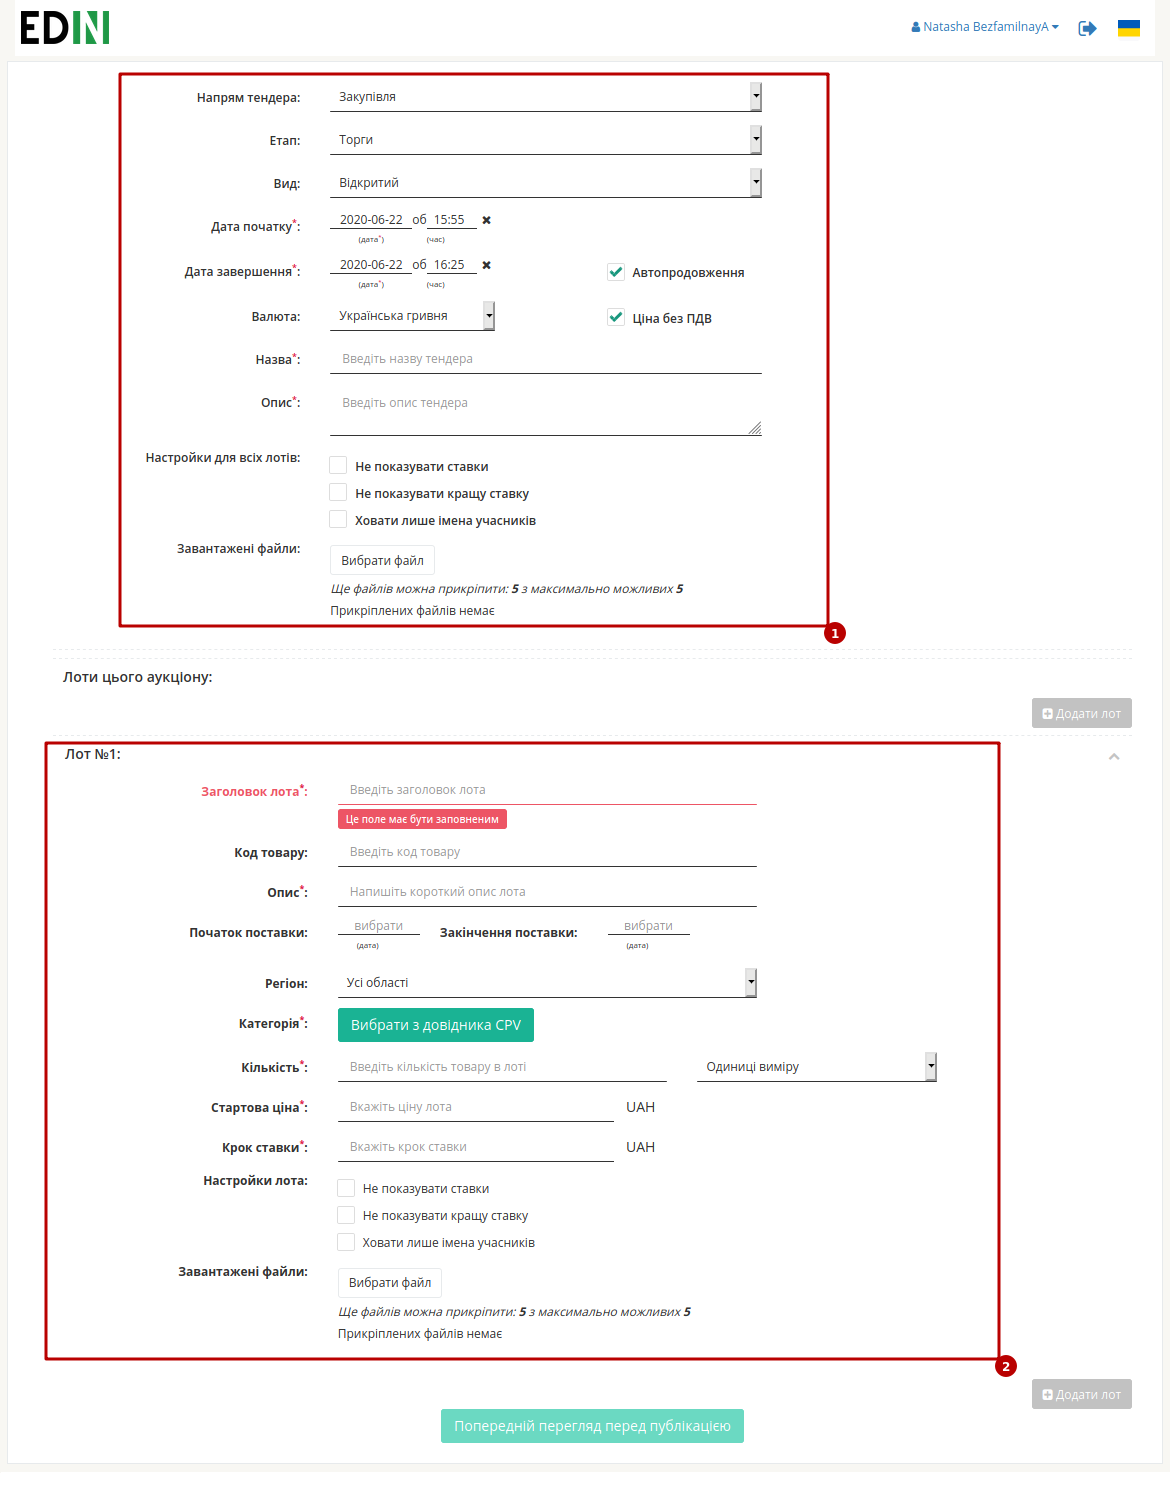 EDIN
Natasha BezfamilnayA
Напрям тендера: Закупівля
Етап: Торги
Вид: Відкритий
Дата початку*: 2020-06-22 об 15:55 ✖
(дата*) (час)
Дата завершення*: 2020-06-22 об 16:25 ✖ Автопродовження
(дата*) (час)
Валюта: Українська гривня Ціна без ПДВ
Назва*: Введіть назву тендера
Опис*: Введіть опис тендера
Настройки для всіх лотів:
Не показувати ставки
Не показувати кращу ставку
Ховати лише імена учасників
Завантажені файли:
Вибрати файл
Ще файлів можна прикріпити: 5 з максимально можливих 5
Прикріплених файлів немає
1
Лоти цього аукціону:
Додати лот
Лот №1:
Заголовок лота*: Введіть заголовок лота
Це поле має бути заповненим
Код товару: Введіть код товару
Опис*: Напишіть короткий опис лота
Початок поставки: вибрати Закінчення поставки: вибрати
(дата) (дата)
Регіон: Усі області
Категорія*: Вибрати з довідника CPV
Кількість*: Введіть кількість товару в лоті Одиниці виміру
Стартова ціна*: Вкажіть ціну лота UAH
Крок ставки*: Вкажіть крок ставки UAH
Настройки лота:
Не показувати ставки
Не показувати кращу ставку
Ховати лише імена учасників
Завантажені файли:
Вибрати файл
Ще файлів можна прикріпити: 5 з максимально можливих 5
Прикріплених файлів немає
2
Додати лот
Попередній перегляд перед публікацією